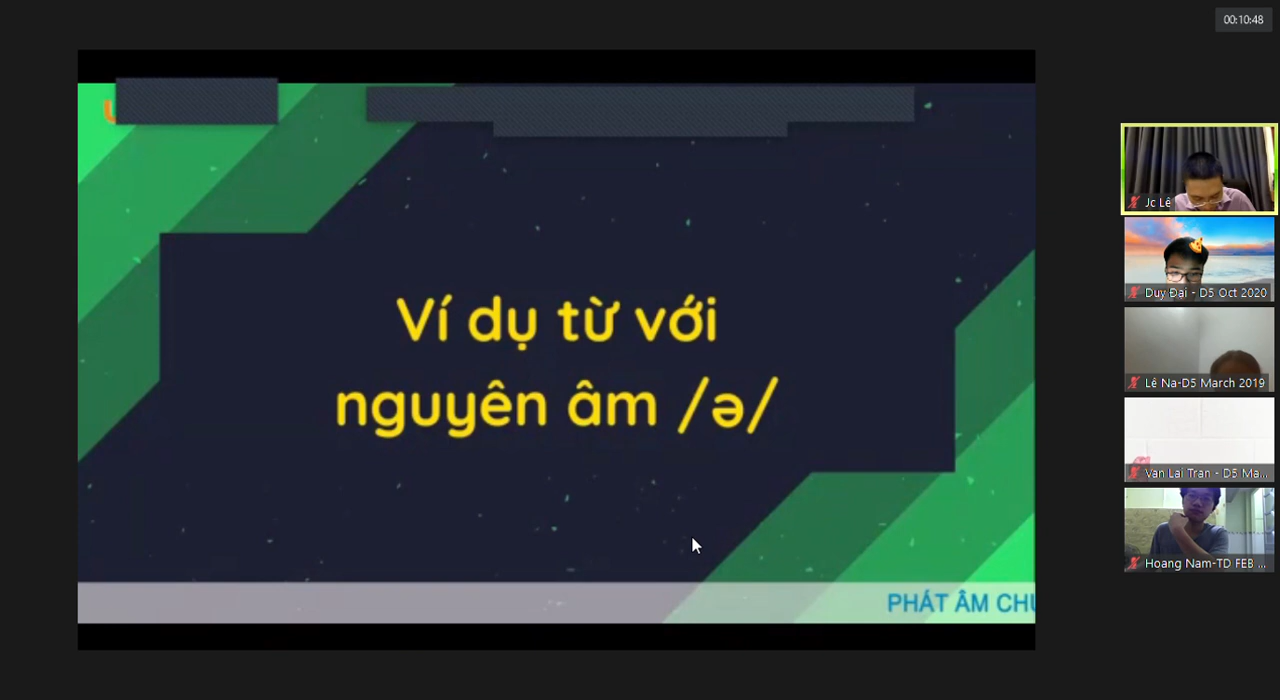 00:10:48
Ví dụ từ với
nguyên âm /ə/
PHÁT ÂM CHU
Jc Lê
Duy Đại - D5 Oct 2020
Lê Na-D5 March 2019
Van Lai Tran - D5 Ma...
Hoang Nam-TD FEB ...